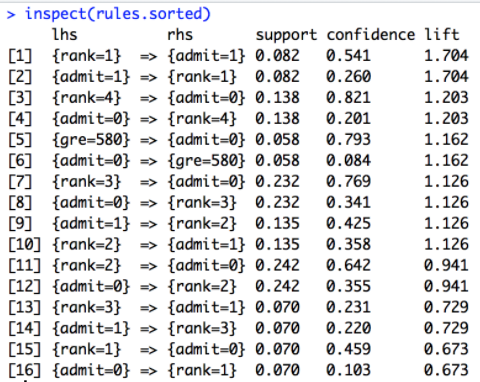 > inspect(rules.sorted)
lhs rhs support confidence lift
[1] {rank=1} => {admit=1} 0.082 0.541 1.704
[2] {admit=1} => {rank=1} 0.082 0.260 1.704
[3] {rank=4} => {admit=0} 0.138 0.821 1.203
[4] {admit=0} => {rank=4} 0.138 0.201 1.203
[5] {gre=580} => {admit=0} 0.058 0.793 1.162
[6] {admit=0} => {gre=580} 0.058 0.084 1.162
[7] {rank=3} => {admit=0} 0.232 0.769 1.126
[8] {admit=0} => {rank=3} 0.232 0.341 1.126
[9] {admit=1} => {rank=2} 0.135 0.425 1.126
[10] {rank=2} => {admit=1} 0.135 0.358 1.126
[11] {rank=2} => {admit=0} 0.242 0.642 0.941
[12] {admit=0} => {rank=2} 0.242 0.355 0.941
[13] {rank=3} => {admit=1} 0.070 0.231 0.729
[14] {admit=1} => {rank=3} 0.070 0.220 0.729
[15] {rank=1} => {admit=0} 0.070 0.459 0.673
[16] {admit=0} => {rank=1} 0.070 0.103 0.673